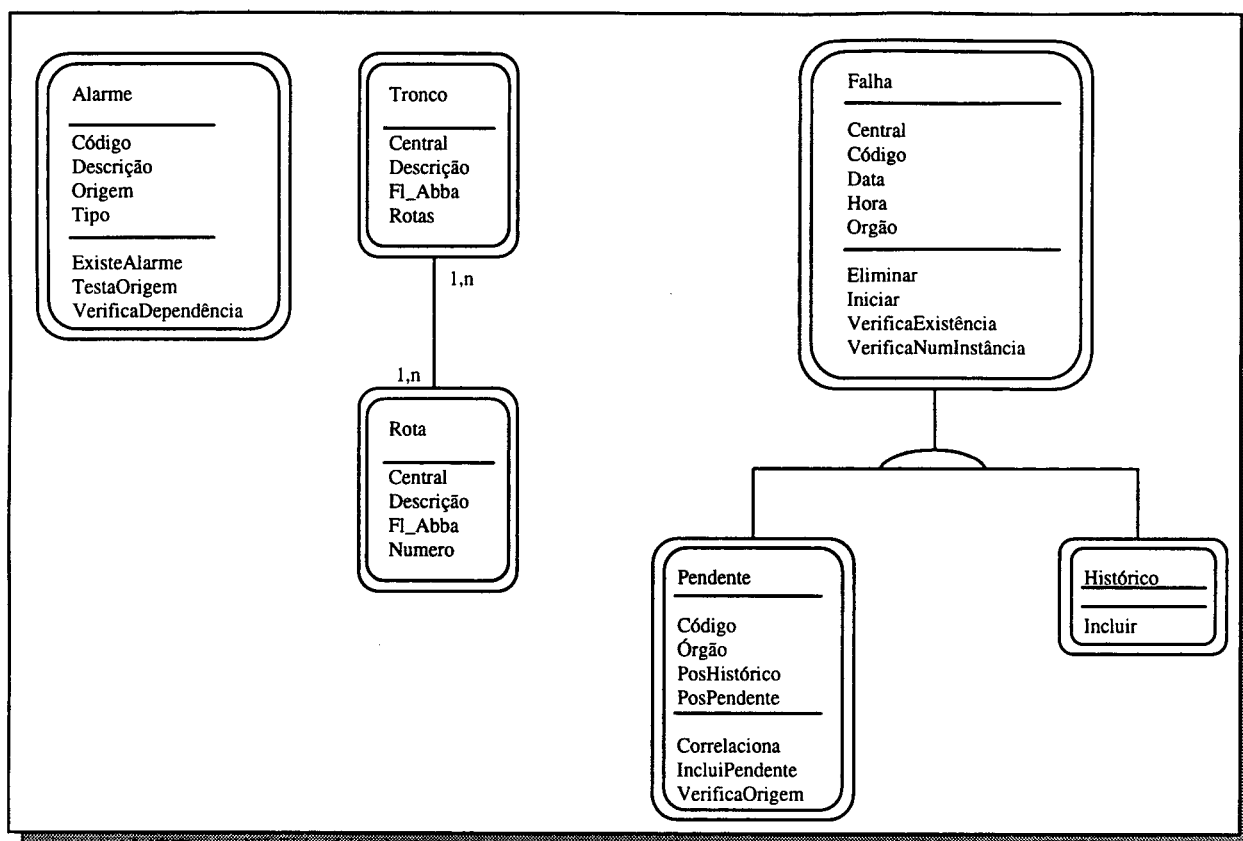 Alarme
Código
Descrição
Origem
Tipo
ExisteAlarme
TestaOrigem
VerificaDependência
Tronco
Central
Descrição
Fl_Abba
Rotas
1,n
1,n
Rota
Central
Descrição
Fl_Abba
Numero
Falha
Central
Código
Data
Hora
Orgão
Eliminar
Iniciar
VerificaExistência
VerificaNumInstância
Pendente
Código
Órgão
PosHistórico
PosPendente
Correlaciona
IncluiPendente
VerificaOrigem
Histórico
Incluir